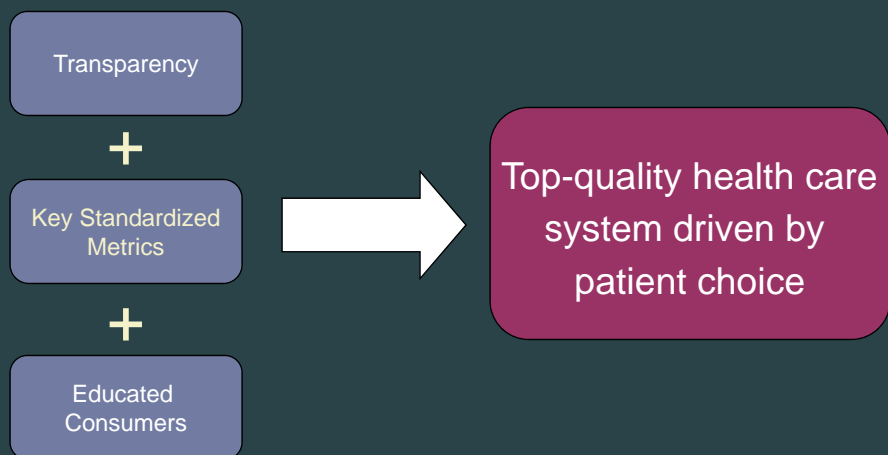 Transparency
+
Key Standardized
Metrics
+
Educated
Consumers
Top-quality health care
system driven by
patient choice